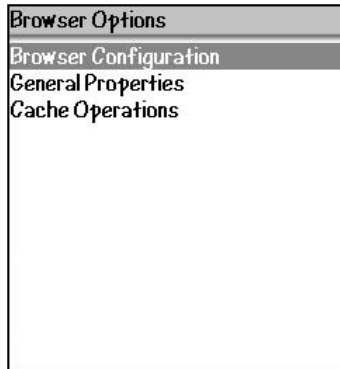 Browser Options
Browser Configuration
General Properties
Cache Operations